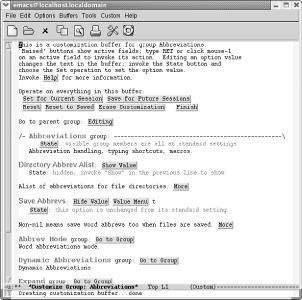 emacs@localhost.localdomain
File Edit Options Buffers Tools Custom Help
This is a customization buffer for group Abbreviations.
`Raised' buttons show active fields; type RET or click mouse-1
on an active field to invoke its action.  Editing an option value
changes the text in the buffer; invoke the State button and
choose the Set operation to set the option value.
Invoke Help for more information.
Operate on everything in this buffer:
Set for Current Session Save for Future Sessions
Reset Reset to Saved Erase Customization Finish
Go to parent group: Editing
/- Abbreviations group: ------------------------------------------\
State: visible group members are all at standard settings.
Abbreviation handling, typing shortcuts, macros.
Directory Abbrev Alist: Show Value
State: hidden, invoke "Show" in the previous line to show.
Alist of abbreviations for file directories. More
Save Abbrevs: Hide Value Value Menu t
State: this option is unchanged from its standard setting.
Non-nil means save word abbrevs too when files are saved. More
Abbrev Mode group: Go to Group
Word abbreviations mode.
Dynamic Abbreviations group: Go to Group
Dynamic Abbreviations
Expand group: Go to Group
*Customize Group: Abbreviations* Top L1 (Custom)
Creating customization buffer...done